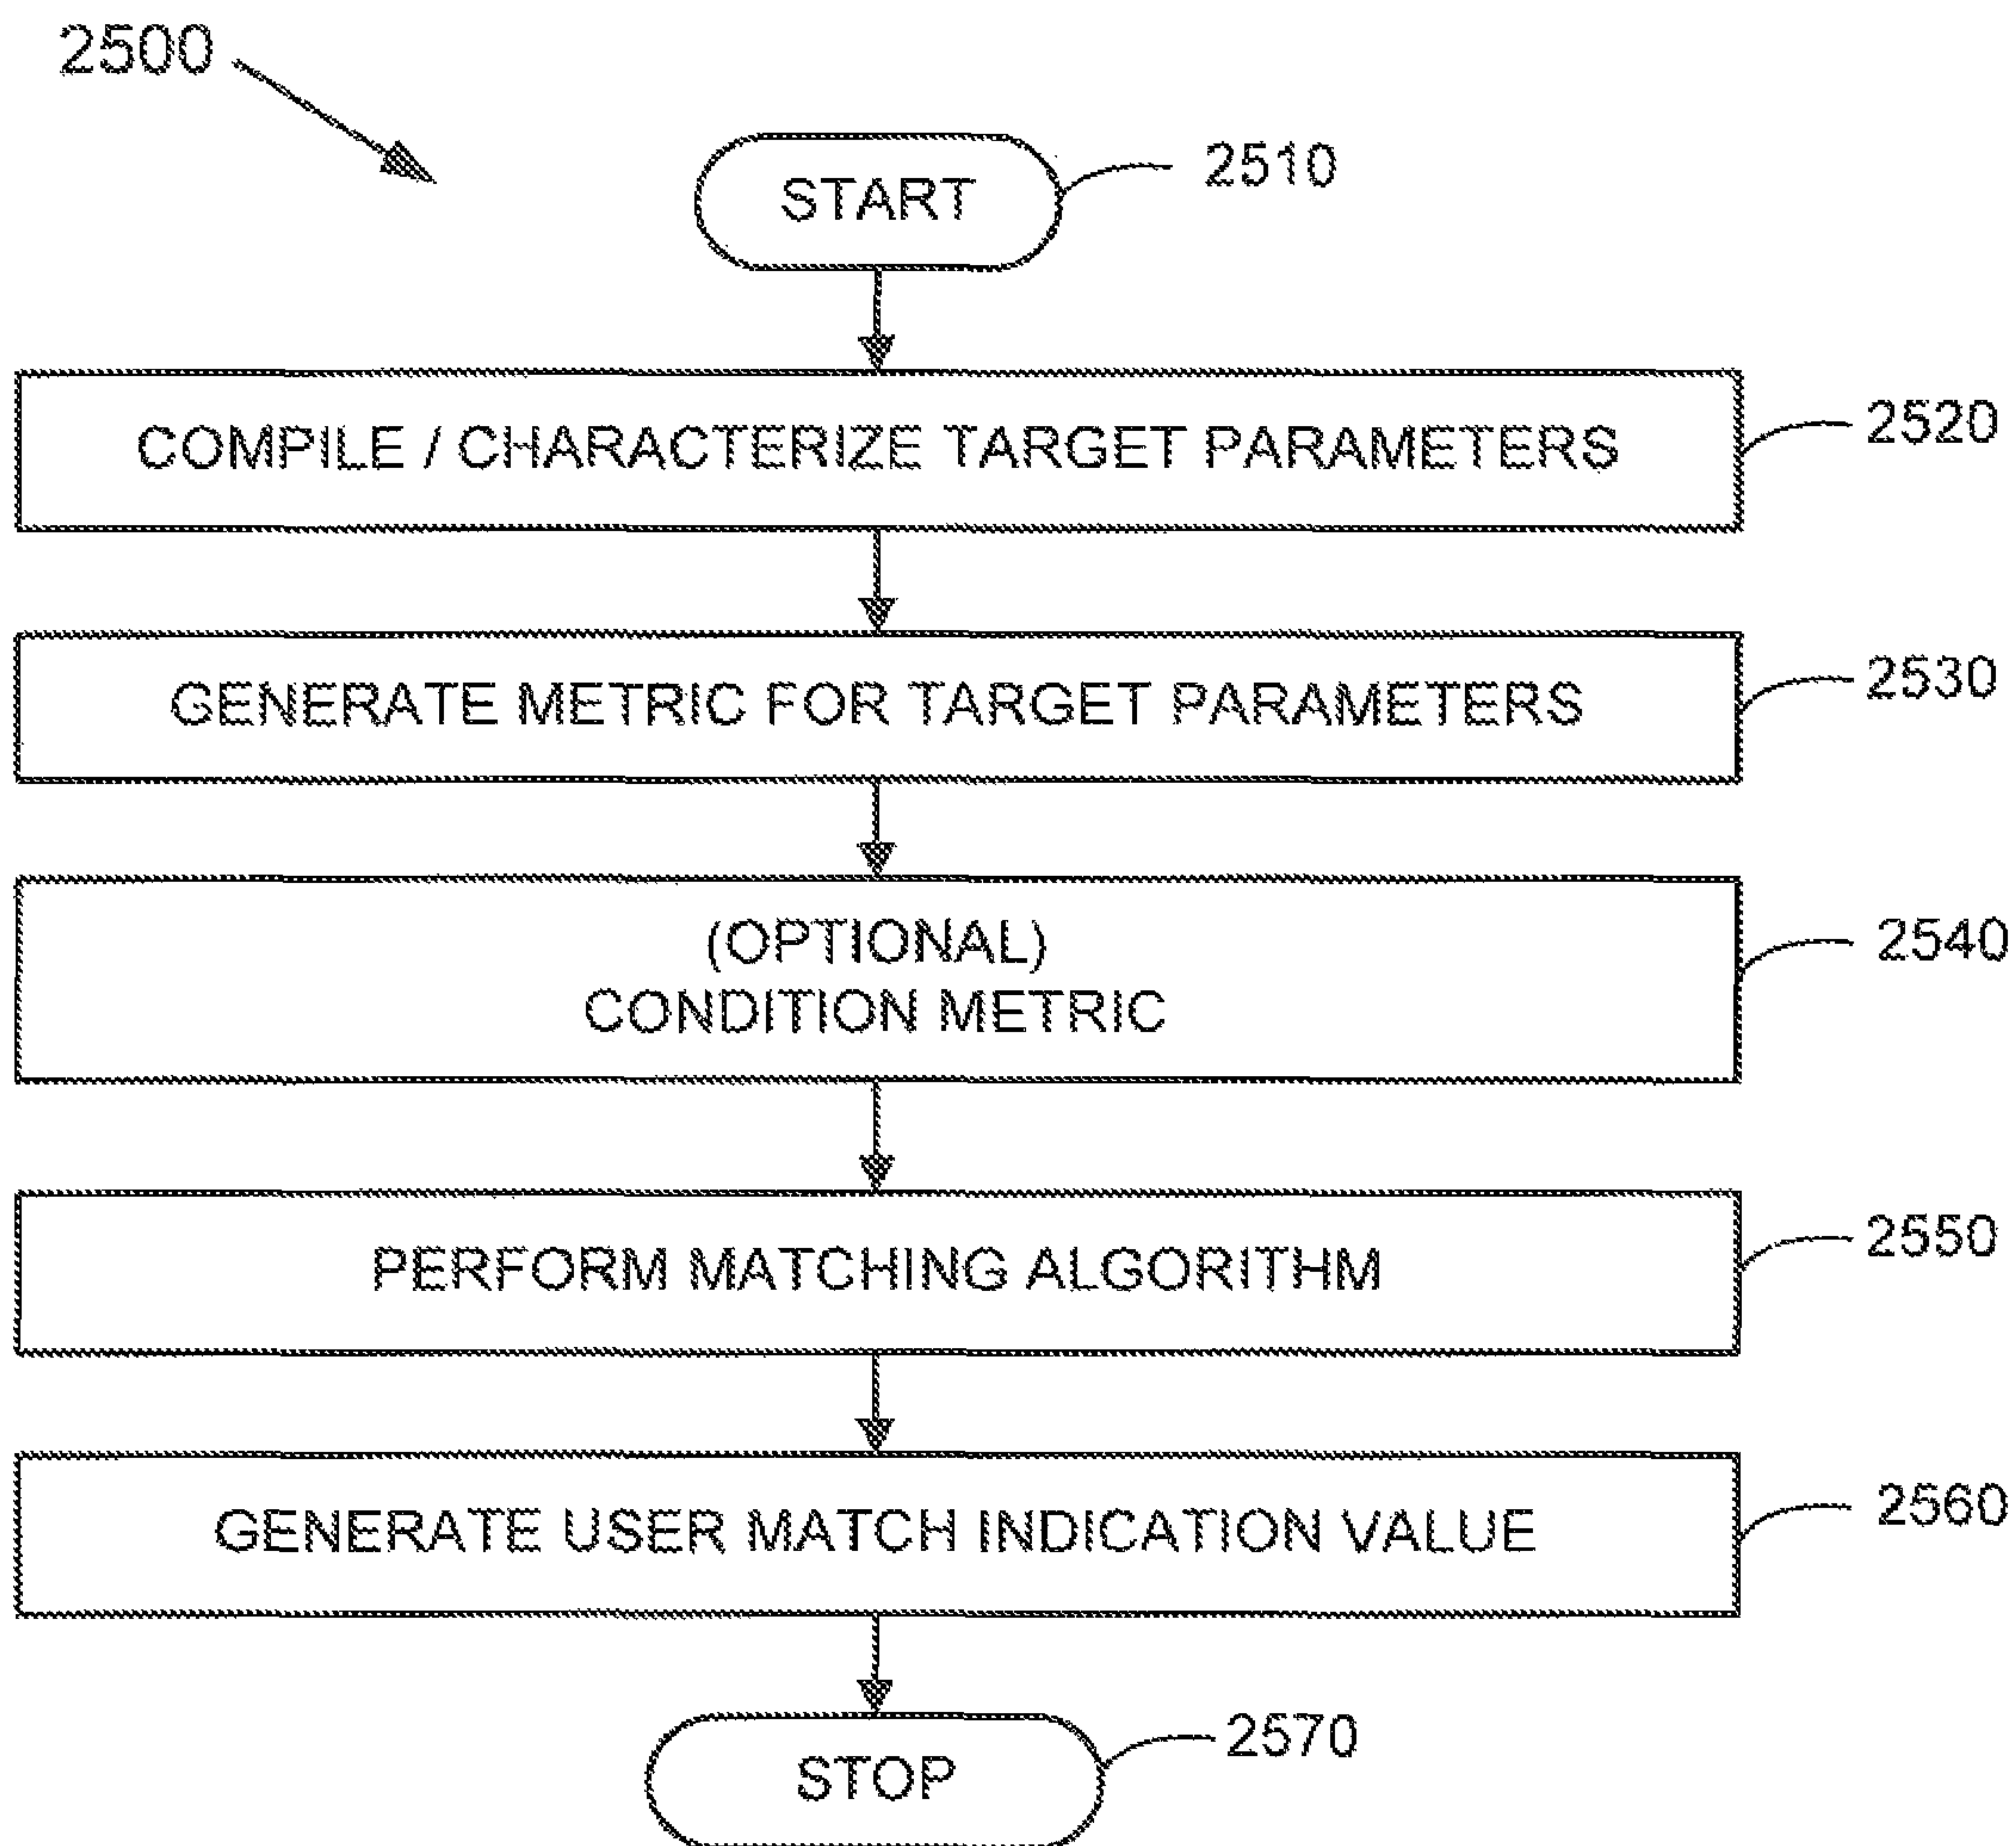 2500
START
2510
COMPILE / CHARACTERIZE TARGET PARAMETERS
2520
GENERATE METRIC FOR TARGET PARAMETERS
2530
(OPTIONAL)
CONDITION METRIC
2540
PERFORM MATCHING ALGORITHM
2550
GENERATE USER MATCH INDICATION VALUE
2560
STOP
2570